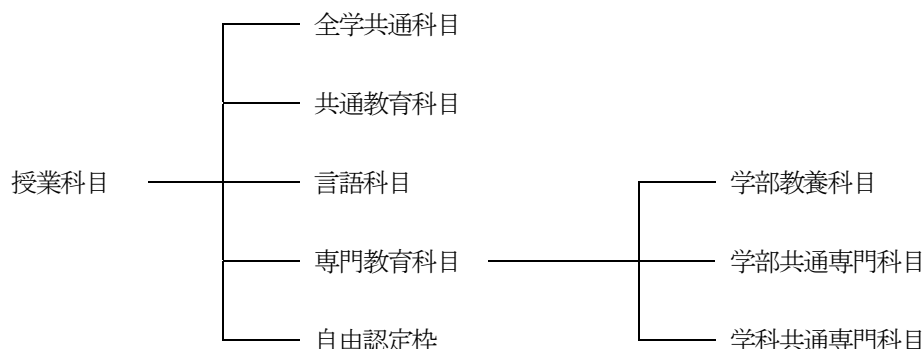 全学共通科目
共通教育科目
授業科目
言語科目
学部教養科目
専門教育科目
学部共通専門科目
自由認定枠
学科共通専門科目